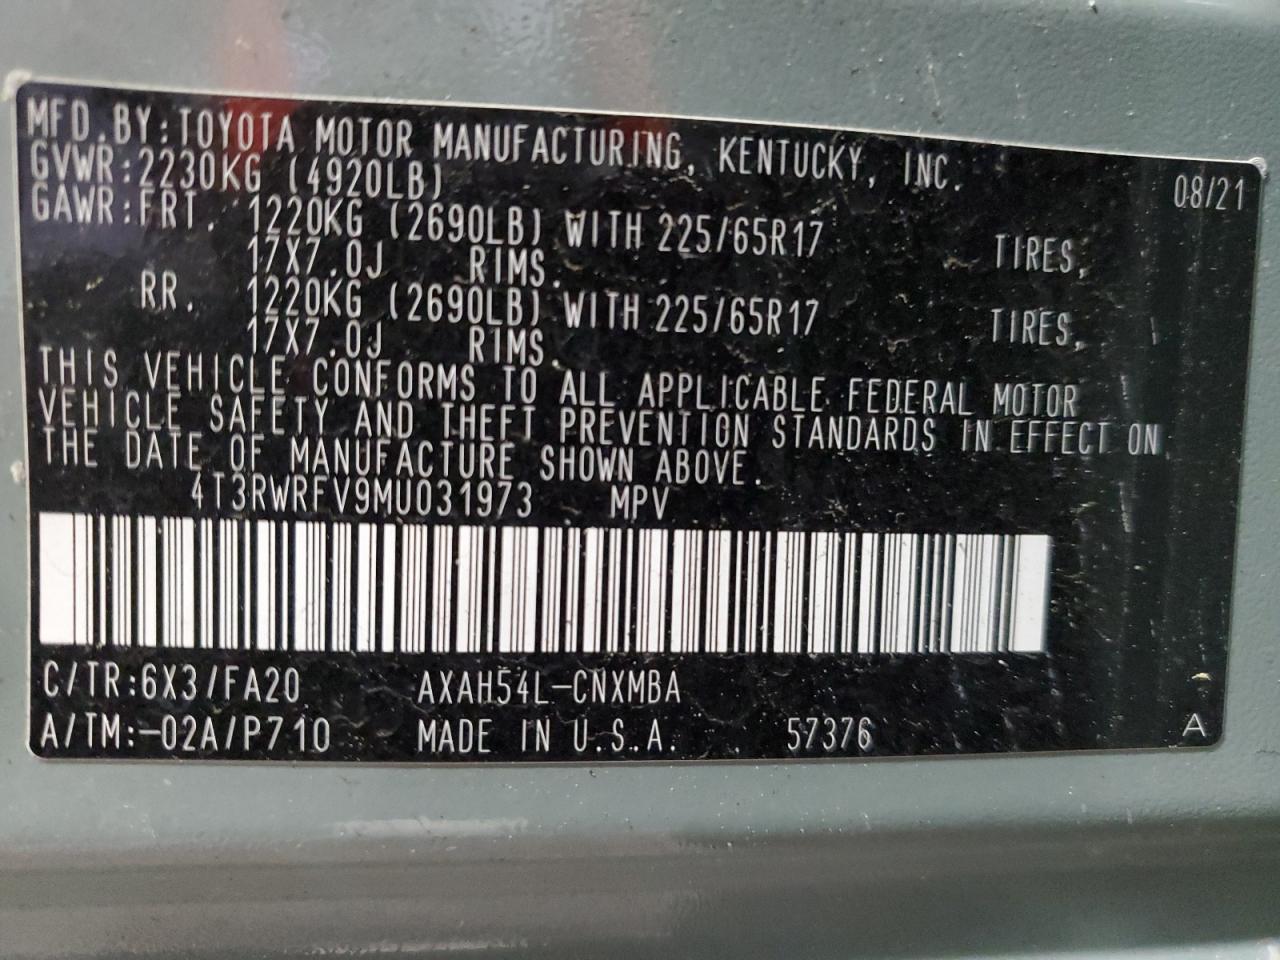 MFD.BY:TOYOTA MOTOR MANUFACTURING, KENTUCKY, INC.
GVWR:2230KG (4920LB) 08/21
GAWR:FRT. 1220KG (2690LB) WITH 225/65R17 TIRES,
17X7.0J RIMS.
RR. 1220KG (2690LB) WITH 225/65R17 TIRES,
17X7.0J RIMS.
THIS VEHICLE CONFORMS TO ALL APPLICABLE FEDERAL MOTOR
VEHICLE SAFETY AND THEFT PREVENTION STANDARDS IN EFFECT ON
THE DATE OF MANUFACTURE SHOWN ABOVE.
4T3RWRFV9MU031973 MPV
C/TR:6X3/FA20 AXAH54L-CNXMBA
A/TM:-02A/P710 MADE IN U.S.A. 57376 A